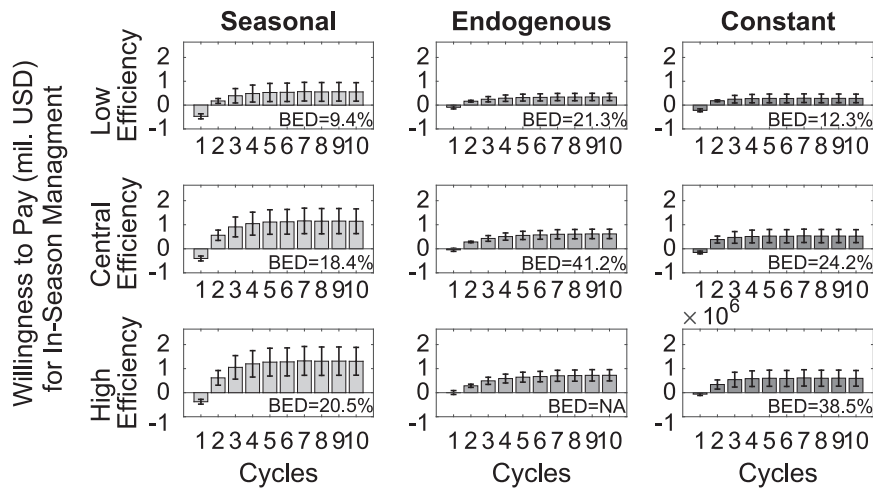 Seasonal Endogenous Constant
Willingness to Pay (mil. USD)
for In-Season Managment
Low
Efficiency
2 2 2
1 1 1
0 0 0
-1 -1 -1
BED=9.4% BED=21.3% BED=12.3%
1 2 3 4 5 6 7 8 9 10 1 2 3 4 5 6 7 8 9 10 1 2 3 4 5 6 7 8 9 10
Central
Efficiency
2 2 2
1 1 1
0 0 0
-1 -1 -1
BED=18.4% BED=41.2% BED=24.2%
1 2 3 4 5 6 7 8 9 10 1 2 3 4 5 6 7 8 9 10 1 2 3 4 5 6 7 8 9 10
× 10^6
High
Efficiency
2 2 2
1 1 1
0 0 0
-1 -1 -1
BED=20.5% BED=NA BED=38.5%
1 2 3 4 5 6 7 8 9 10 1 2 3 4 5 6 7 8 9 10 1 2 3 4 5 6 7 8 9 10
Cycles Cycles Cycles